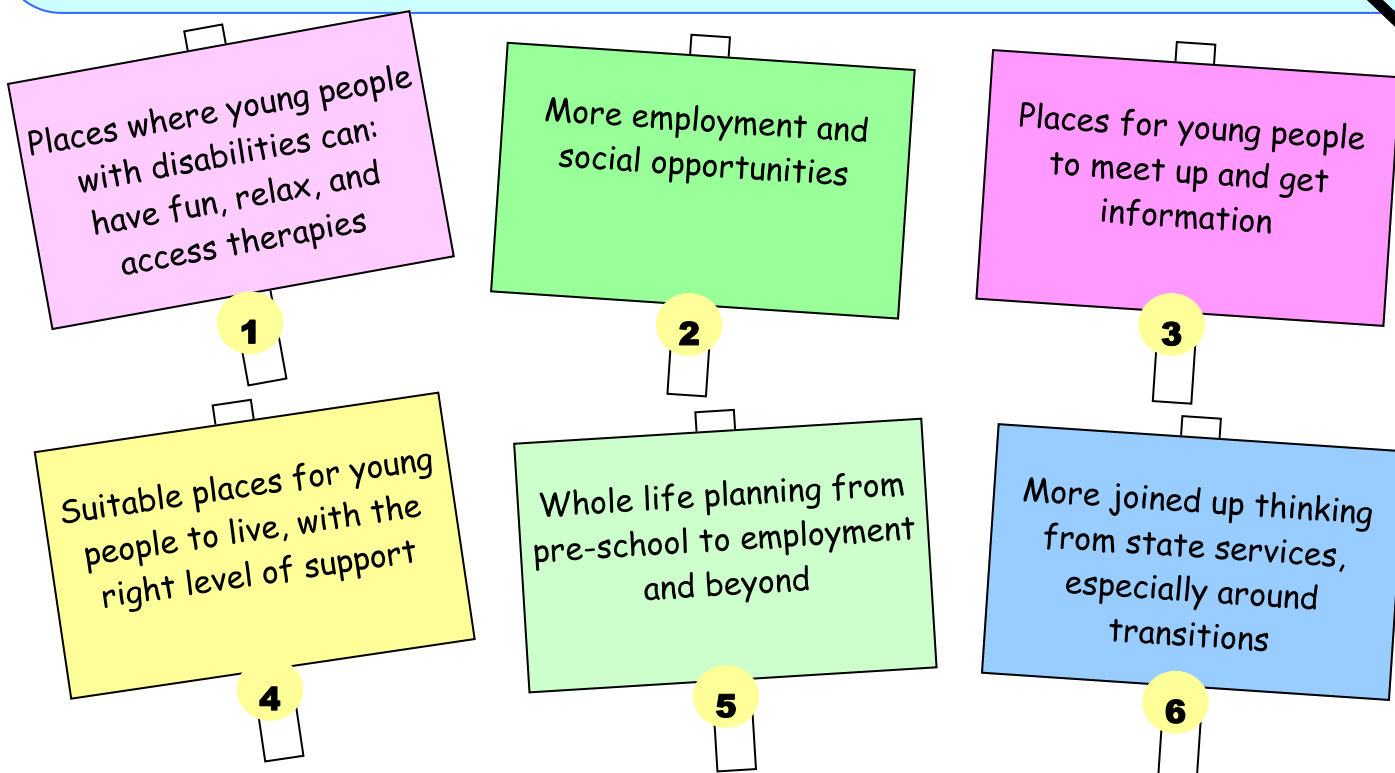 Places where young people
with disabilities can:
have fun, relax, and
access therapies
1
More employment and
social opportunities
2
Places for young people
to meet up and get
information
3
Suitable places for young
people to live, with the
right level of support
4
Whole life planning from
pre-school to employment
and beyond
5
More joined up thinking
from state services,
especially around
transitions
6